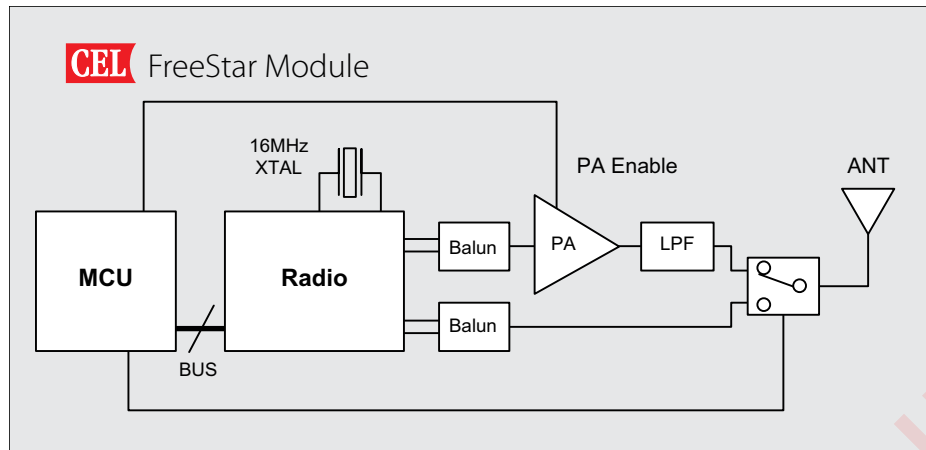 CEL FreeStar Module
16MHz
XTAL
PA Enable
ANT
MCU
Radio
Balun
PA
LPF
Balun
BUS